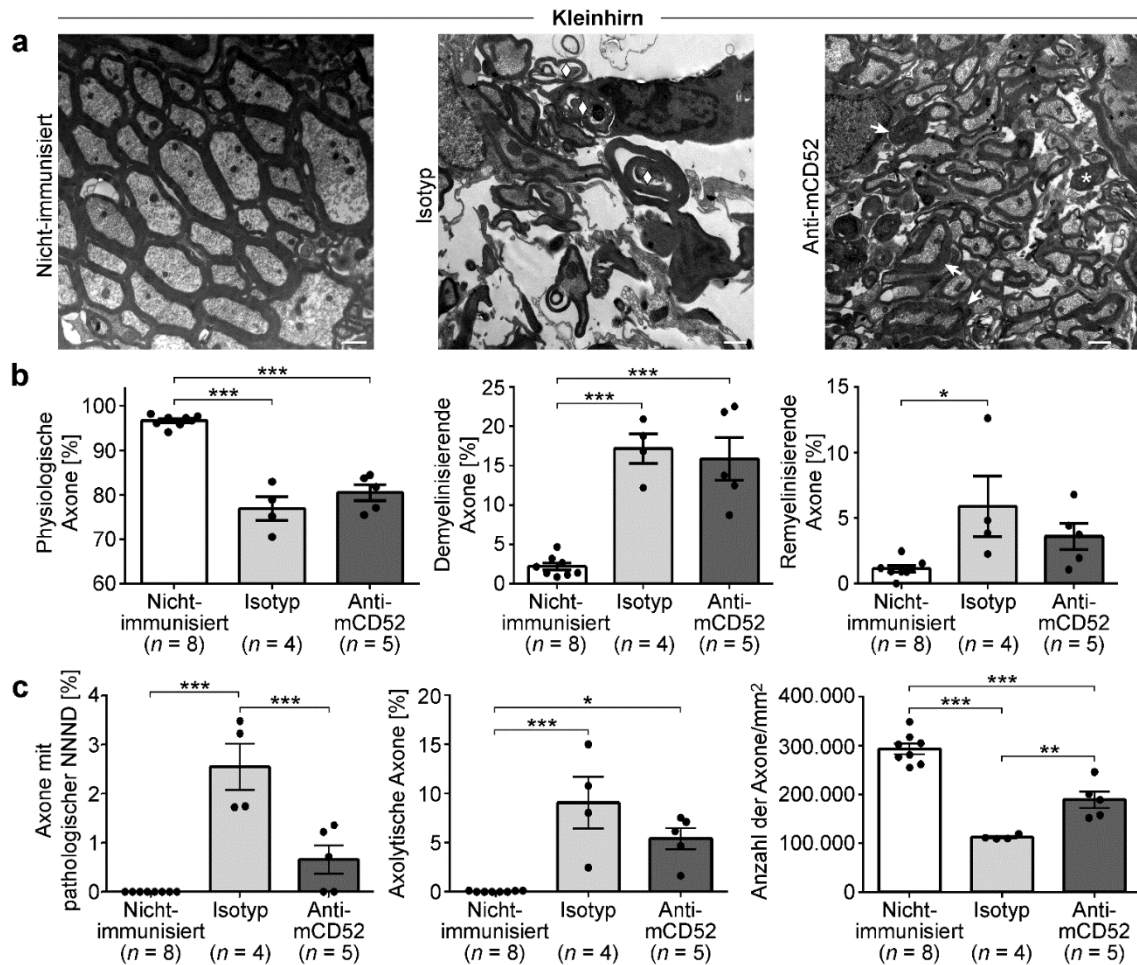 Kleinhirn
a
Nicht-immunisiert
Isotyp
Anti-mCD52
*
b
Physiologische
Axone [%]
100
90
80
70
60
***
***
Nicht-
immunisiert
(n = 8)
Isotyp
(n = 4)
Anti-
mCD52
(n = 5)
Demyelinisierende
Axone [%]
25
20
15
10
5
0
***
***
Nicht-
immunisiert
(n = 8)
Isotyp
(n = 4)
Anti-
mCD52
(n = 5)
Remyelinisierende
Axone [%]
15
10
5
0
*
Nicht-
immunisiert
(n = 8)
Isotyp
(n = 4)
Anti-
mCD52
(n = 5)
c
Axone mit
pathologischer NNND [%]
4
3
2
1
0
***
***
Nicht-
immunisiert
(n = 8)
Isotyp
(n = 4)
Anti-
mCD52
(n = 5)
Axolytische Axone [%]
20
15
10
5
0
*
***
Nicht-
immunisiert
(n = 8)
Isotyp
(n = 4)
Anti-
mCD52
(n = 5)
Anzahl der Axone/mm²
400.000
300.000
200.000
100.000
0
***
***
**
Nicht-
immunisiert
(n = 8)
Isotyp
(n = 4)
Anti-
mCD52
(n = 5)